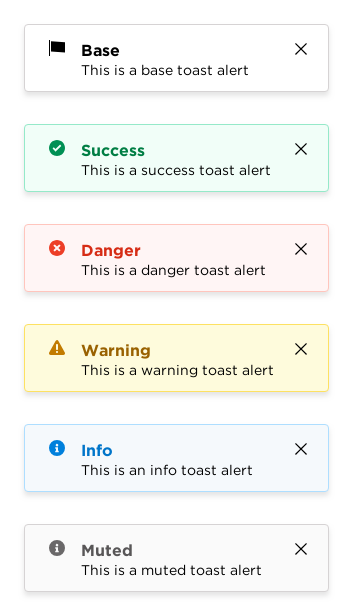 Base
This is a base toast alert
Success
This is a success toast alert
Danger
This is a danger toast alert
Warning
This is a warning toast alert
Info
This is an info toast alert
Muted
This is a muted toast alert